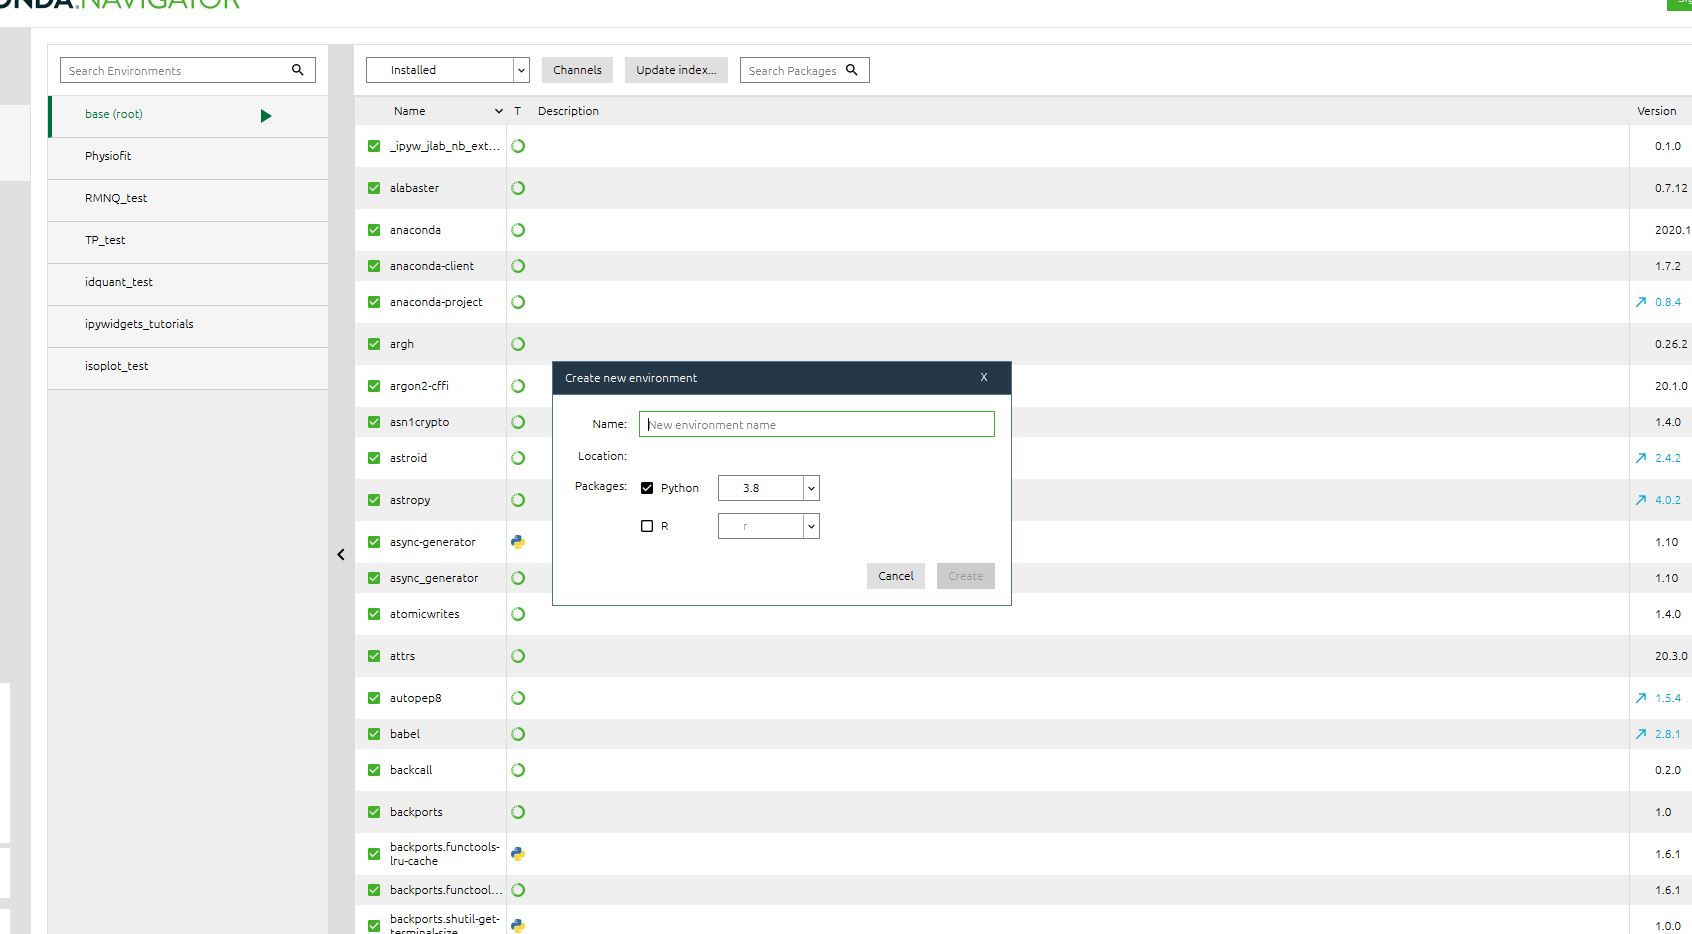 ONDA.NAVIGATOR
Search Environments
base (root)
Physiofit
RMNQ_test
TP_test
idquant_test
ipywidgets_tutorials
isoplot_test
Installed Channels Update index... Search Packages
Name T Description Version
_ipyw_jlab_nb_ext... 0.1.0
alabaster 0.7.12
anaconda 2020.1
anaconda-client 1.7.2
anaconda-project 0.8.4
argh 0.26.2
argon2-cffi 20.1.0
asn1crypto 1.4.0
astroid 2.4.2
astropy 4.0.2
async-generator 1.10
async_generator 1.10
atomicwrites 1.4.0
attrs 20.3.0
autopep8 1.5.4
babel 2.8.1
backcall 0.2.0
backports 1.0
backports.functools-
lru-cache 1.6.1
backports.functool... 1.6.1
backports.shutil-get-
terminal-size 1.0.0
Create new environment X
Name: New environment name
Location:
Packages: Python 3.8
R r
Cancel Create